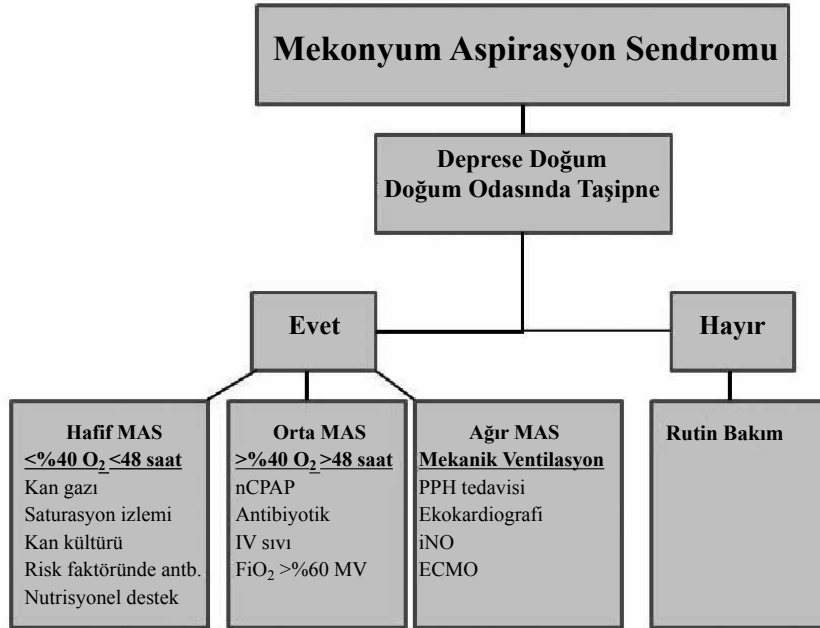 Mekonyum Aspirasyon Sendromu
Deprese Doğum
Doğum Odasında Taşipne
Evet
Hayır
Hafif MAS
<%40 O₂ <48 saat
Kan gazı
Saturasyon izlemi
Kan kültürü
Risk faktöründe antb.
Nutrisyonel destek
Orta MAS
>%40 O₂ >48 saat
nCPAP
Antibiyotik
IV sıvı
FiO₂ >%60 MV
Ağır MAS
Mekanik Ventilasyon
PPH tedavisi
Ekokardiografi
iNO
ECMO
Rutin Bakım